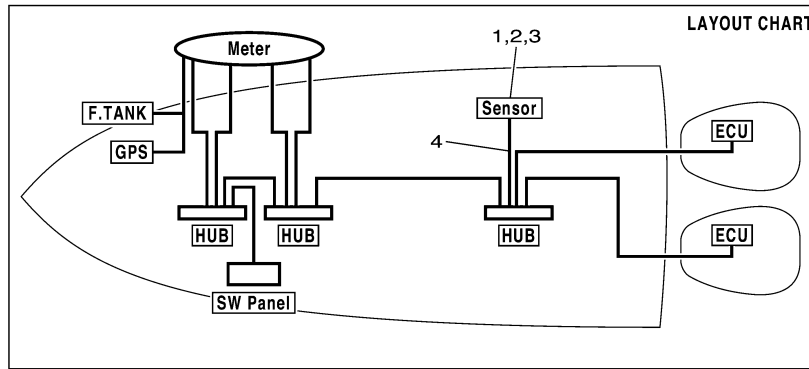 LAYOUT CHART
Meter
1,2,3
F.TANK
Sensor
ECU
4
GPS
HUB
HUB
HUB
ECU
SW Panel